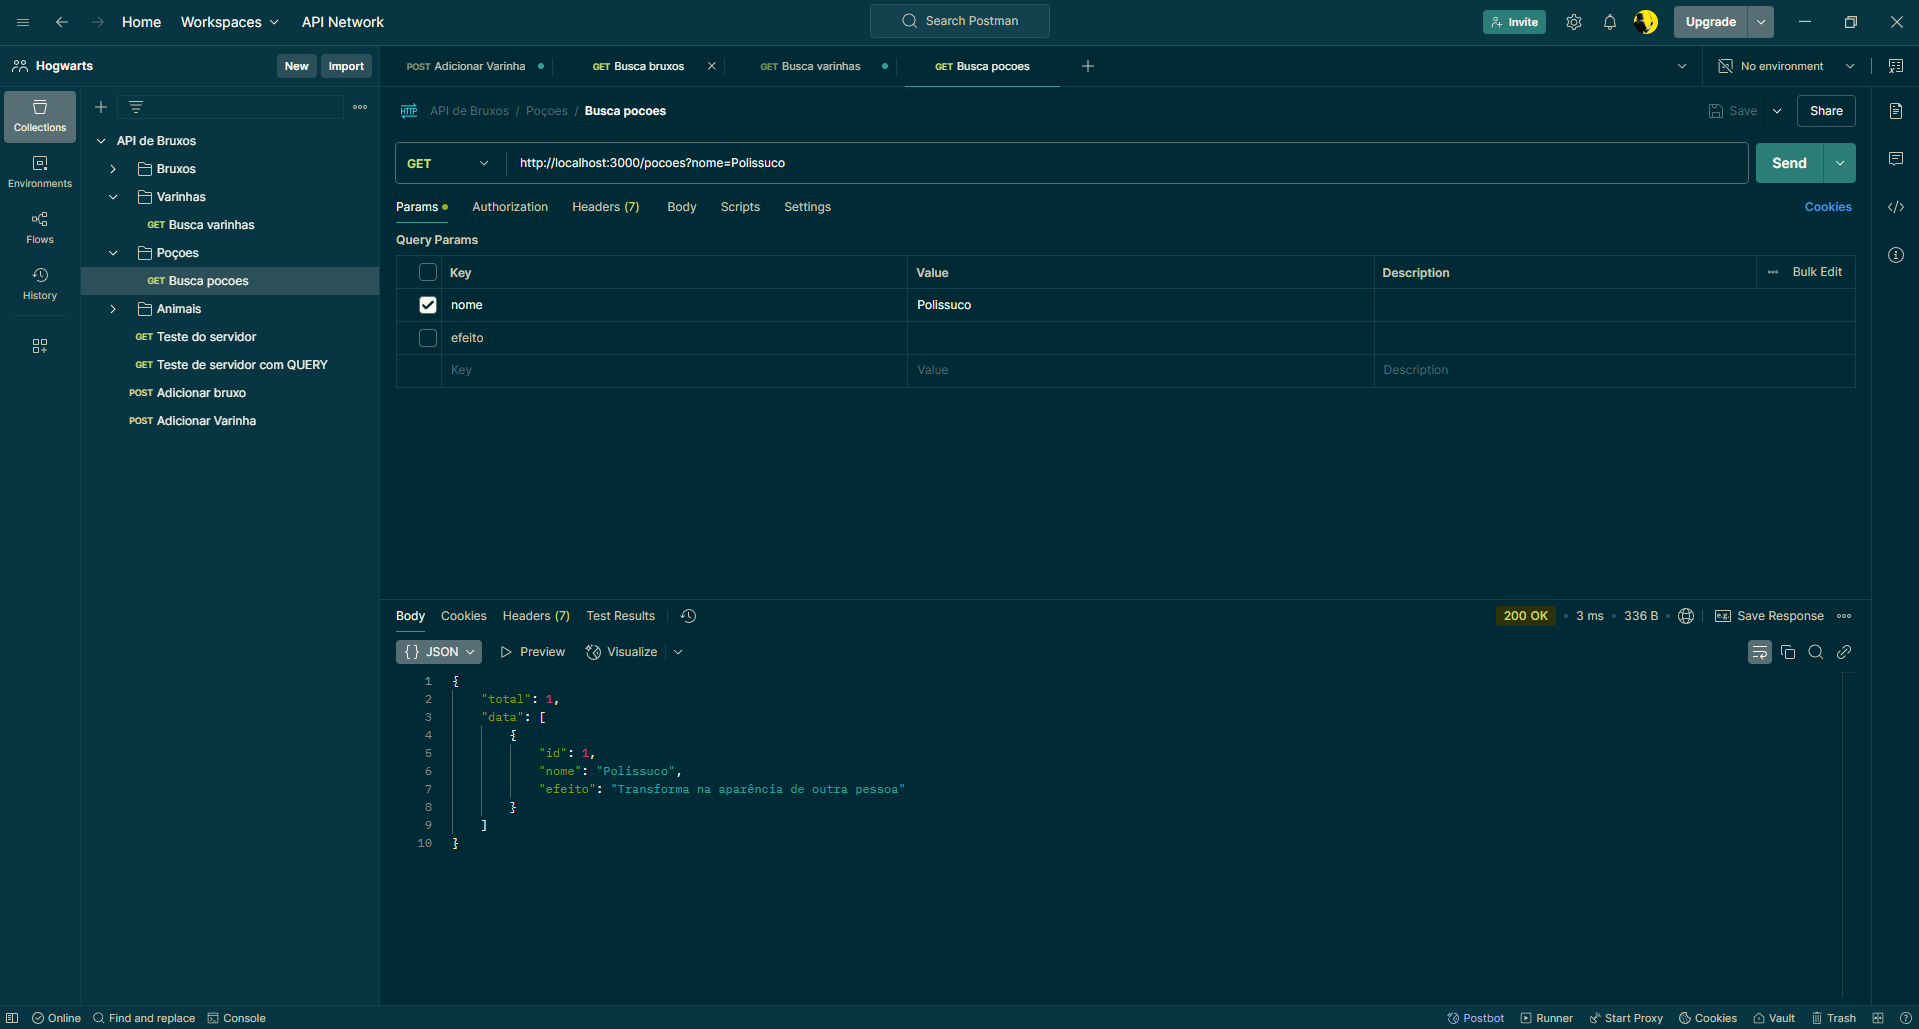 Home Workspaces API Network Search Postman Invite Upgrade
Hogwarts New Import POST Adicionar Varinha GET Busca bruxos GET Busca varinhas GET Busca pocoes No environment
Collections
Environments
Flows
History
API de Bruxos
Bruxos
Varinhas
GET Busca varinhas
Poçoes
GET Busca pocoes
Animais
GET Teste do servidor
GET Teste de servidor com QUERY
POST Adicionar bruxo
POST Adicionar Varinha
HTTP API de Bruxos / Poçoes / Busca pocoes Save Share
GET http://localhost:3000/pocoes?nome=Polissuco Send
Params Authorization Headers (7) Body Scripts Settings Cookies
Query Params
Key Value Description Bulk Edit
nome Polissuco
efeito
Key Value Description
Body Cookies Headers (7) Test Results 200 OK • 3 ms • 336 B e.g. Save Response
{} JSON Preview Visualize
1 {
2 "total": 1,
3 "data": [
4 {
5 "id": 1,
6 "nome": "Polissuco",
7 "efeito": "Transforma na aparência de outra pessoa"
8 }
9 ]
10 }
Online Find and replace Console Postbot Runner Start Proxy Cookies Vault Trash